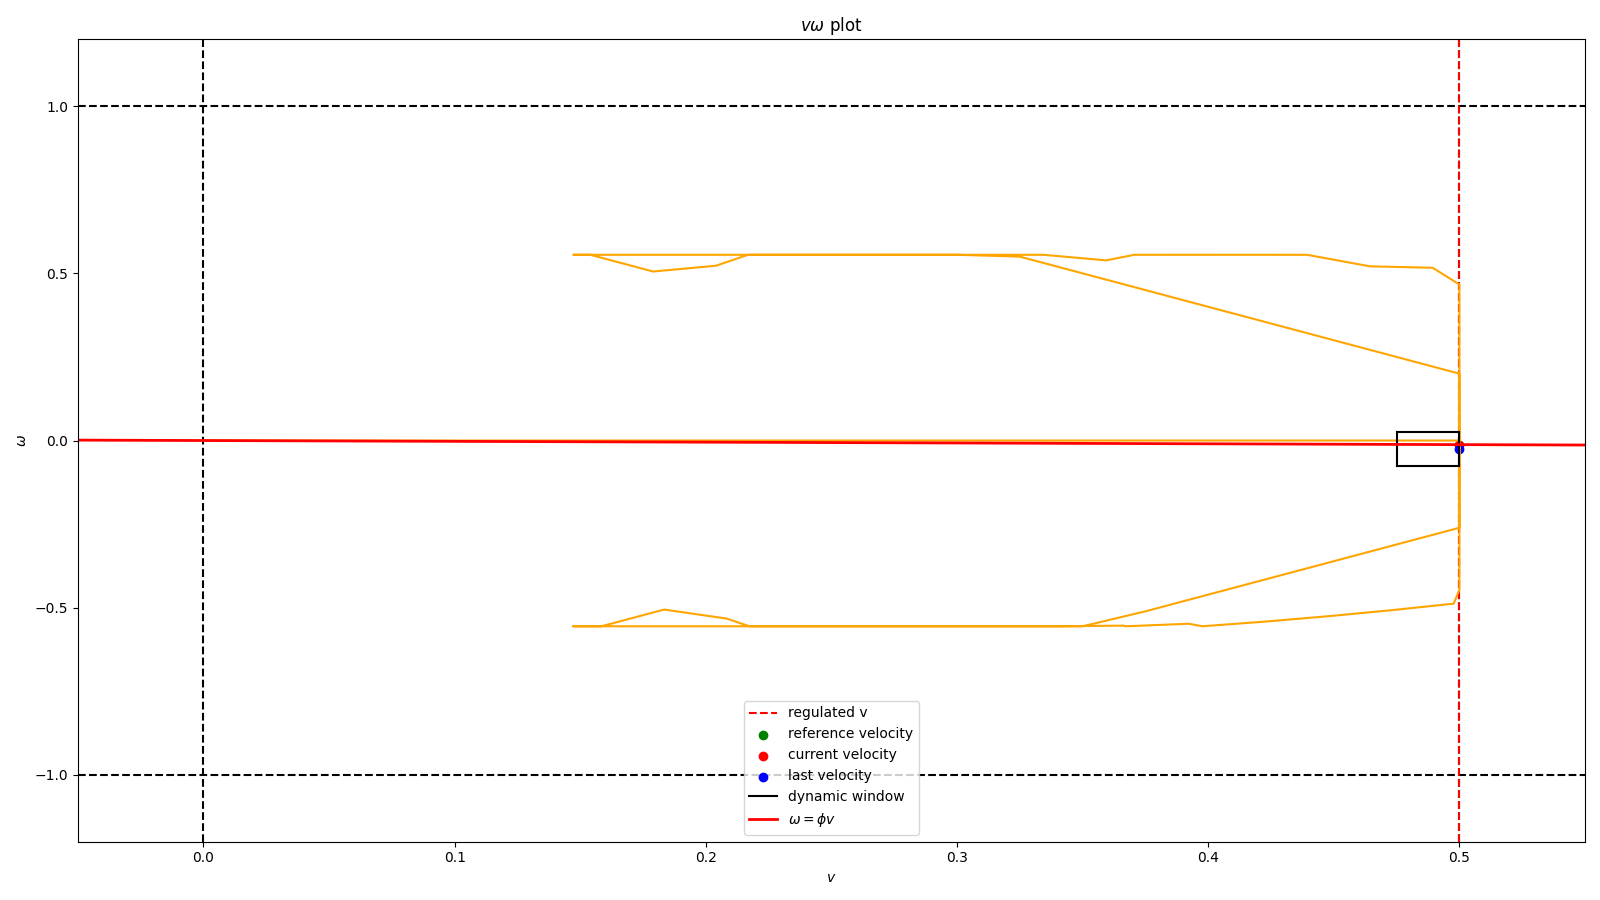 vω plot
1.0
0.5
0.0
−0.5
−1.0
ω
regulated v
reference velocity
current velocity
last velocity
dynamic window
ω = ϕv
0.0 0.1 0.2 0.3 0.4 0.5
v